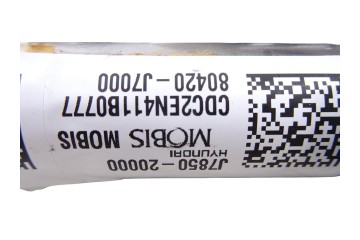 J7850-20000
HYUNDAI
MOBIS MOBIS
CDC2EN411B0777
80420-J7000